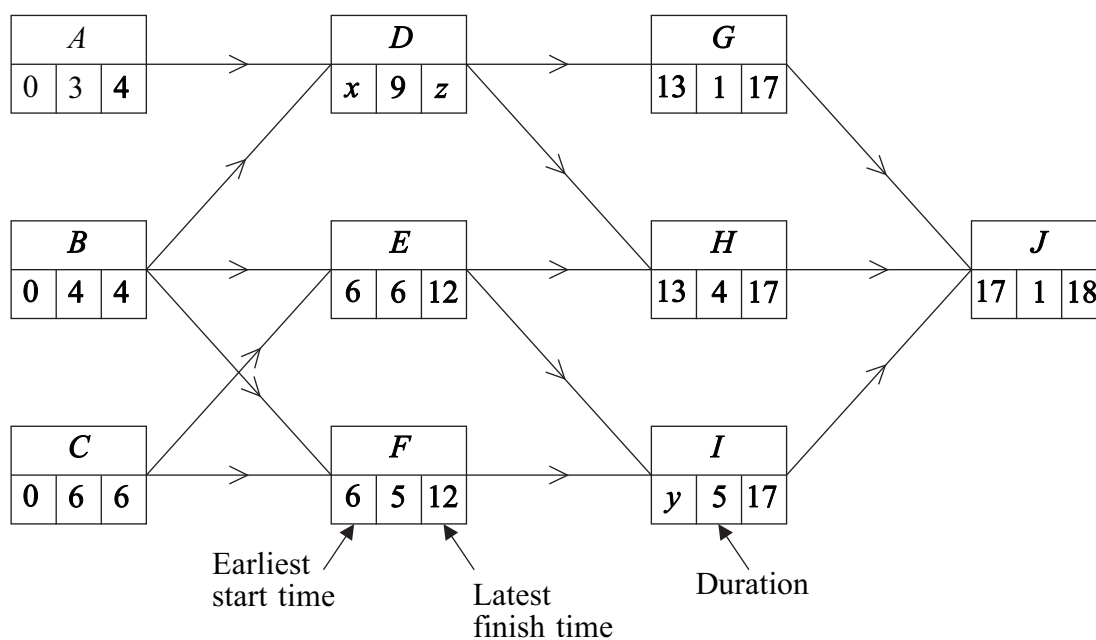 A D G
0 3 4 x 9 z 13 1 17
B E H J
0 4 4 6 6 12 13 4 17 17 1 18
C F I
0 6 6 6 5 12 y 5 17
Earliest
start time
Latest
finish time
Duration